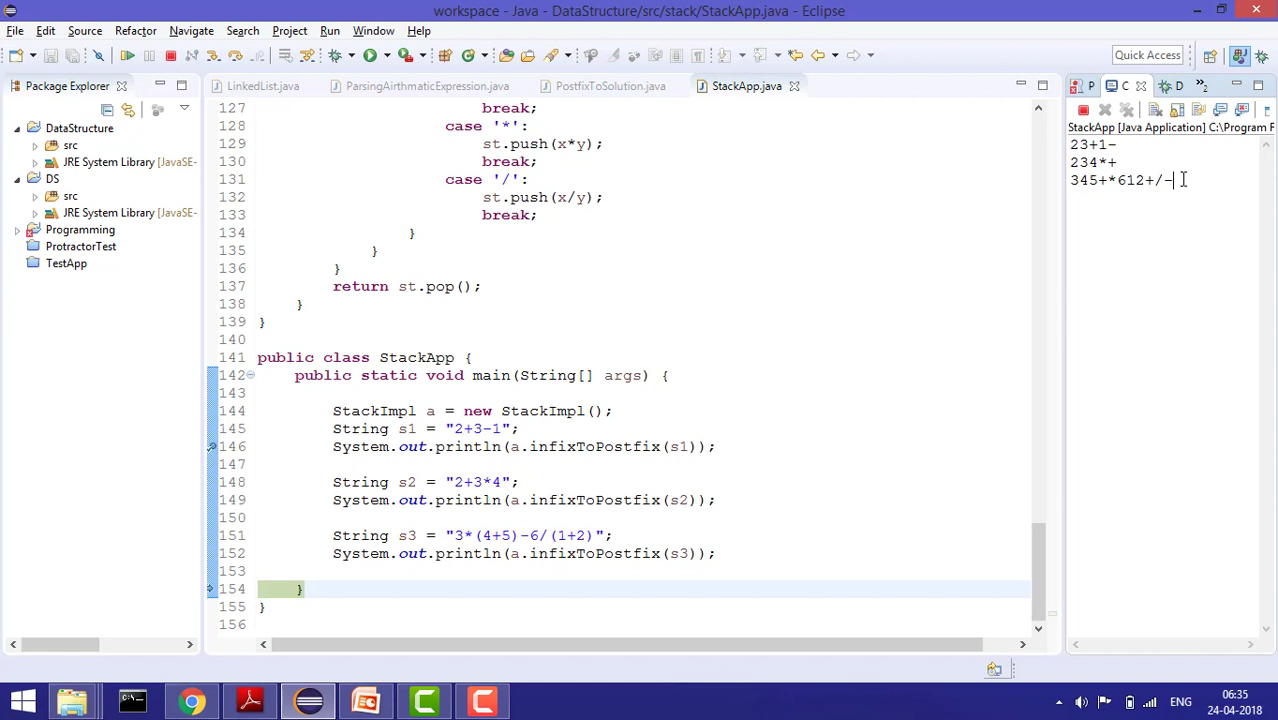 workspace - Java - DataStructure/src/stack/StackApp.java - Eclipse
File Edit Source Refactor Navigate Search Project Run Window Help
Quick Access
Package Explorer
LinkedList.java ParsingAirthmaticExpression.java PostfixToSolution.java StackApp.java
P C D »2
DataStructure
src
JRE System Library [JavaSE-
DS
src
JRE System Library [JavaSE-
Programming
ProtractorTest
TestApp
127 break;
128 case '*':
129 st.push(x*y);
130 break;
131 case '/':
132 st.push(x/y);
133 break;
134 }
135 }
136 }
137 return st.pop();
138 }
139 }
140
141 public class StackApp {
142 public static void main(String[] args) {
143
144 StackImpl a = new StackImpl();
145 String s1 = "2+3-1";
146 System.out.println(a.infixToPostfix(s1));
147
148 String s2 = "2+3*4";
149 System.out.println(a.infixToPostfix(s2));
150
151 String s3 = "3*(4+5)-6/(1+2)";
152 System.out.println(a.infixToPostfix(s3));
153
154 }
155 }
156
StackApp [Java Application] C:\Program F
23+1-
234*+
345+*612+/-
ENG
06:35
24-04-2018